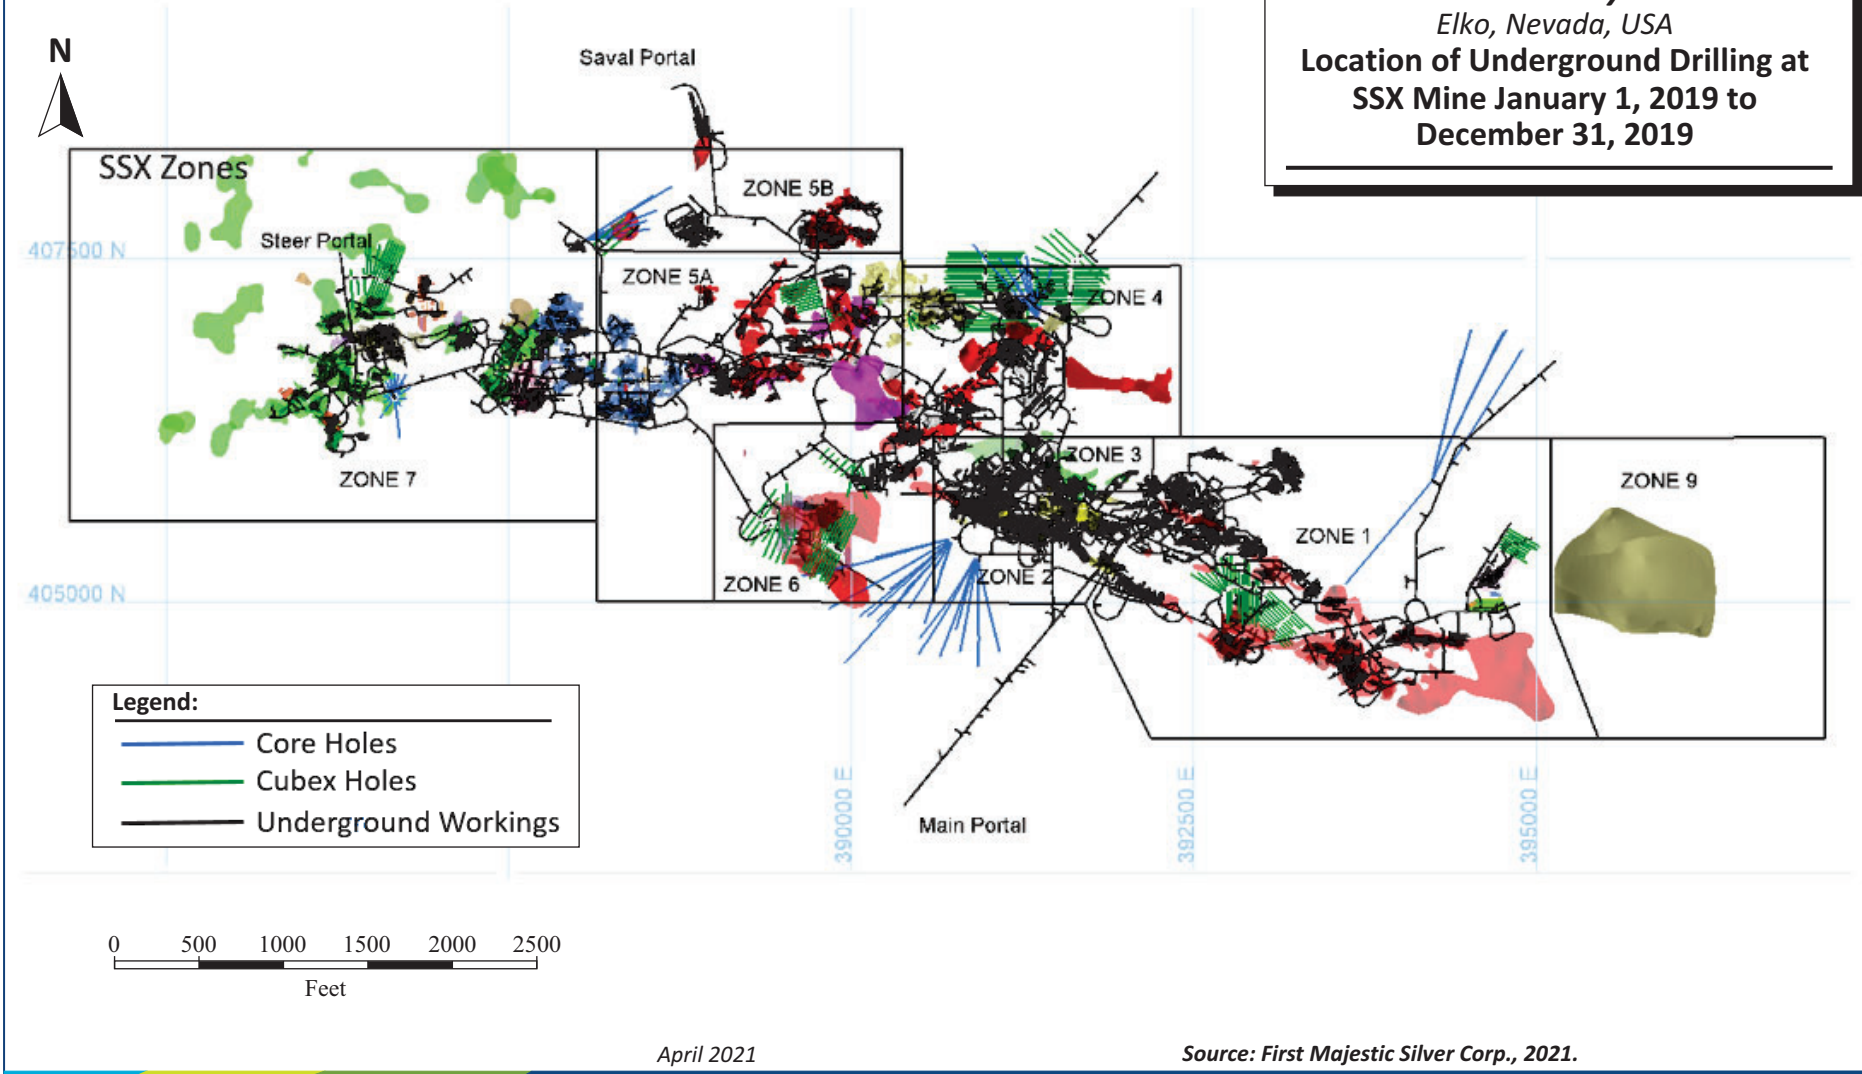 Elko, Nevada, USA
Location of Underground Drilling at
SSX Mine January 1, 2019 to
December 31, 2019
N
Saval Portal
SSX Zones
ZONE 5B
Steer Portal
407500 N
ZONE 5A
ZONE 4
ZONE 3
ZONE 7
ZONE 9
ZONE 1
ZONE 6
ZONE 2
405000 N
Legend:
Core Holes
Cubex Holes
Underground Workings
390000 E
392500 E
395000 E
Main Portal
0 500 1000 1500 2000 2500
Feet
April 2021
Source: First Majestic Silver Corp., 2021.